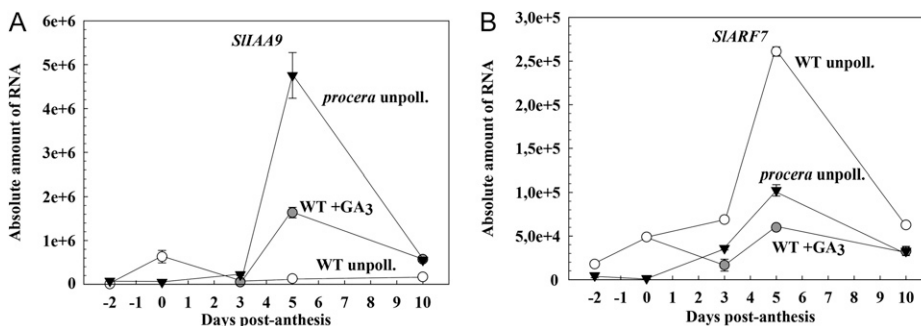 A
SlIAA9
6e+6
5e+6
4e+6
3e+6
2e+6
1e+6
0
Absolute amount of RNA
procera unpoll.
WT +GA3
WT unpoll.
-2 -1 0 1 2 3 4 5 6 7 8 9 10
Days post-anthesis
B
SlARF7
3,0e+5
2,5e+5
2,0e+5
1,5e+5
1,0e+5
5,0e+4
0
Absolute amount of RNA
WT unpoll.
procera unpoll.
WT +GA3
-2 -1 0 1 2 3 4 5 6 7 8 9 10
Days post-anthesis